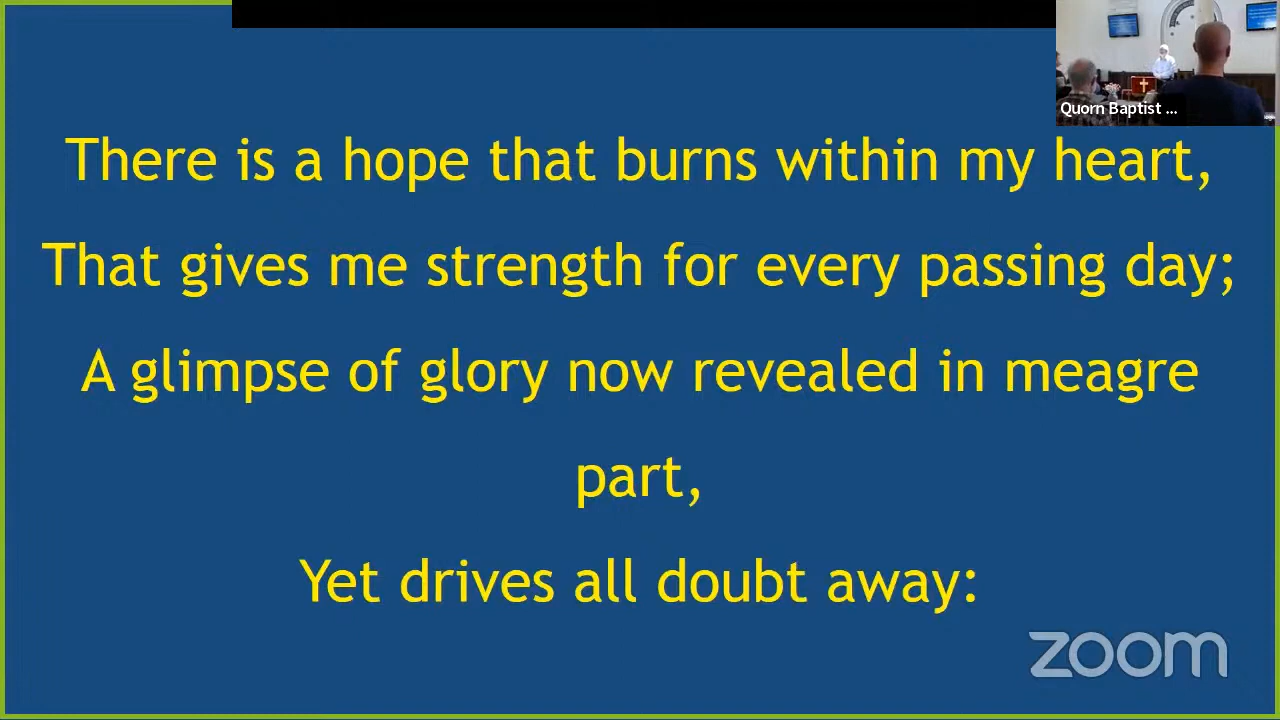 Quorn Baptist ...
There is a hope that burns within my heart,
That gives me strength for every passing day;
A glimpse of glory now revealed in meagre
part,
Yet drives all doubt away:
zoom